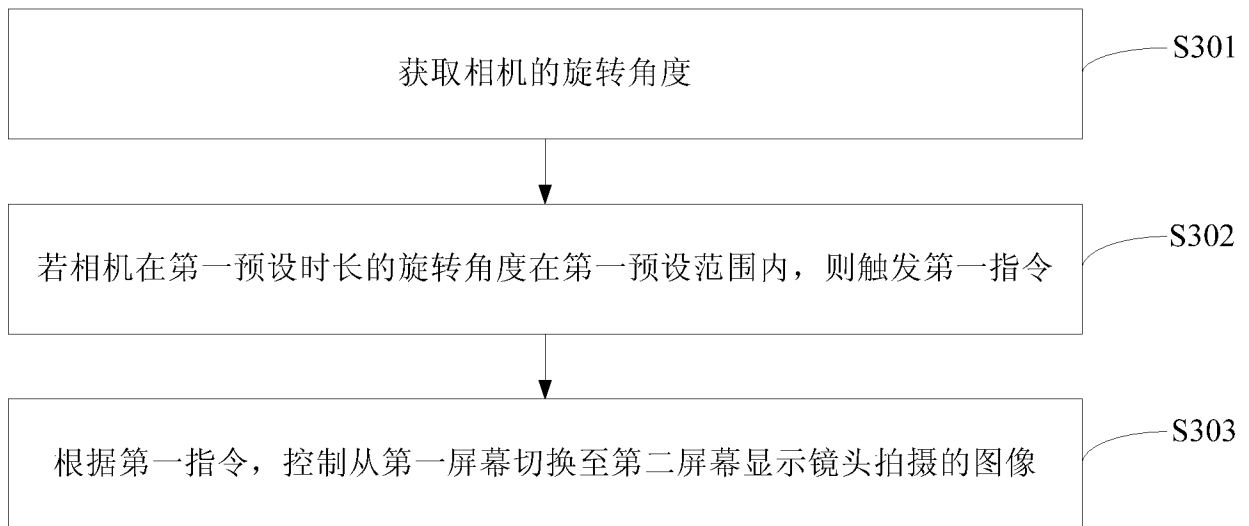 获取相机的旋转角度
S301
若相机在第一预设时长的旋转角度在第一预设范围内，则触发第一指令
S302
根据第一指令，控制从第一屏幕切换至第二屏幕显示镜头拍摄的图像
S303